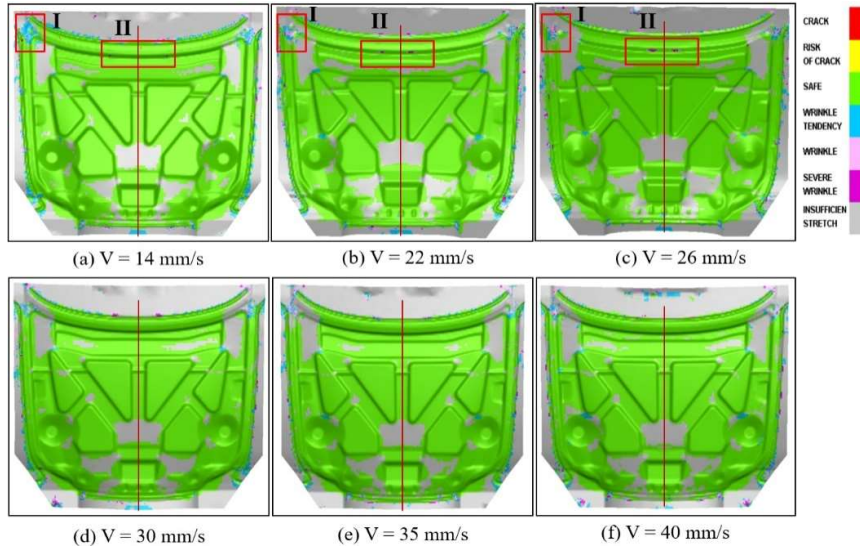 I
II
I
II
I
II
CRACK
RISK
OF CRACK
SAFE
WRINKLE
TENDENCY
WRINKLE
SEVERE
WRINKLE
INSUFFICIEN
STRETCH
(a) V = 14 mm/s
(b) V = 22 mm/s
(c) V = 26 mm/s
(d) V = 30 mm/s
(e) V = 35 mm/s
(f) V = 40 mm/s